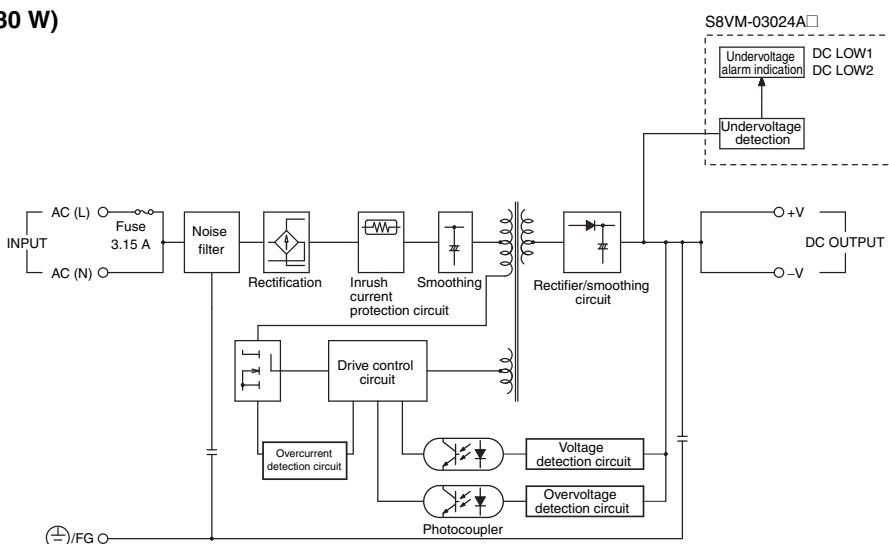 30 W)
S8VM-03024A□
Undervoltage
alarm indication
DC LOW1
DC LOW2
Undervoltage
detection
INPUT
AC (L)
AC (N)
Fuse
3.15 A
Noise
filter
Rectification
Inrush
current
protection circuit
Smoothing
Rectifier/smoothing
circuit
+V
−V
DC OUTPUT
Drive control
circuit
Overcurrent
detection circuit
Voltage
detection circuit
Overvoltage
detection circuit
Photocoupler
/FG